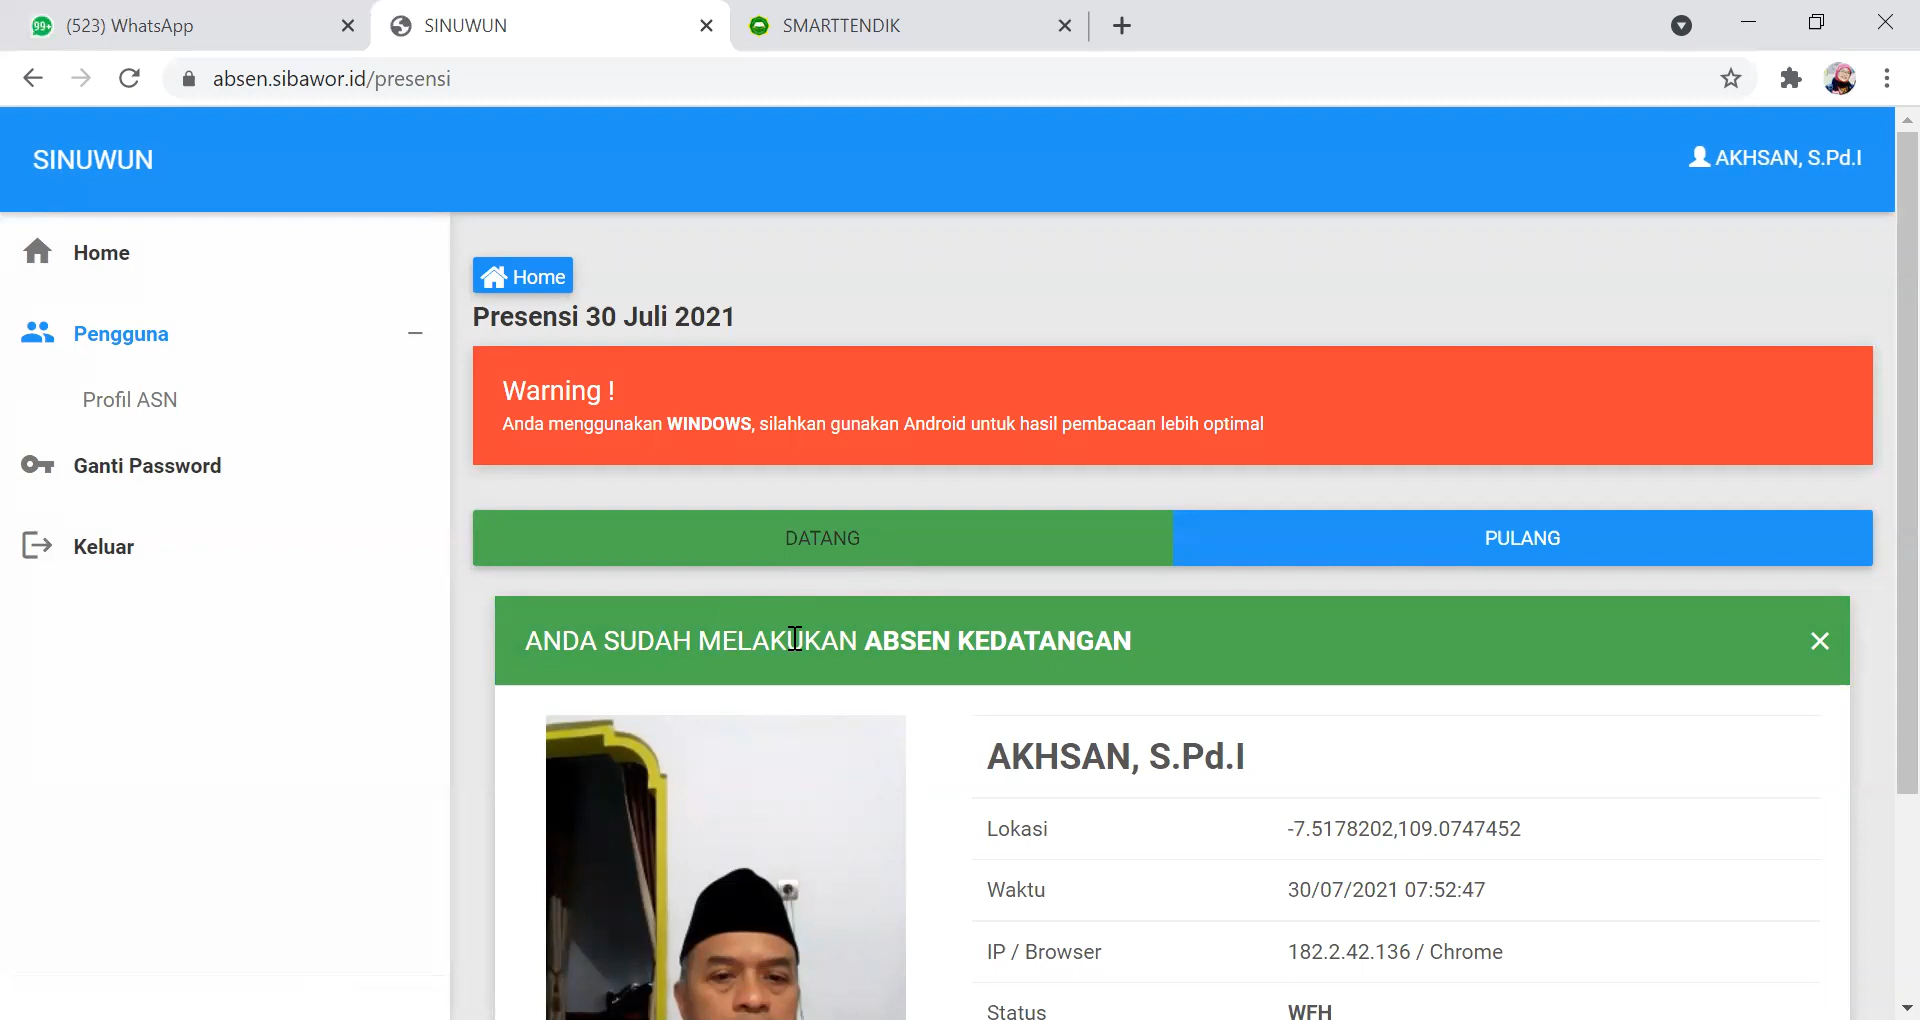 99+ (523) WhatsApp
SINUWUN
SMARTTENDIK
absen.sibawor.id/presensi
SINUWUN
AKHSAN, S.Pd.I
Home
Pengguna
Profil ASN
Ganti Password
Keluar
Home
Presensi 30 Juli 2021
Warning !
Anda menggunakan WINDOWS, silahkan gunakan Android untuk hasil pembacaan lebih optimal
DATANG
PULANG
ANDA SUDAH MELAKUKAN ABSEN KEDATANGAN
AKHSAN, S.Pd.I
Lokasi -7.5178202,109.0747452
Waktu 30/07/2021 07:52:47
IP / Browser 182.2.42.136 / Chrome
Status WFH